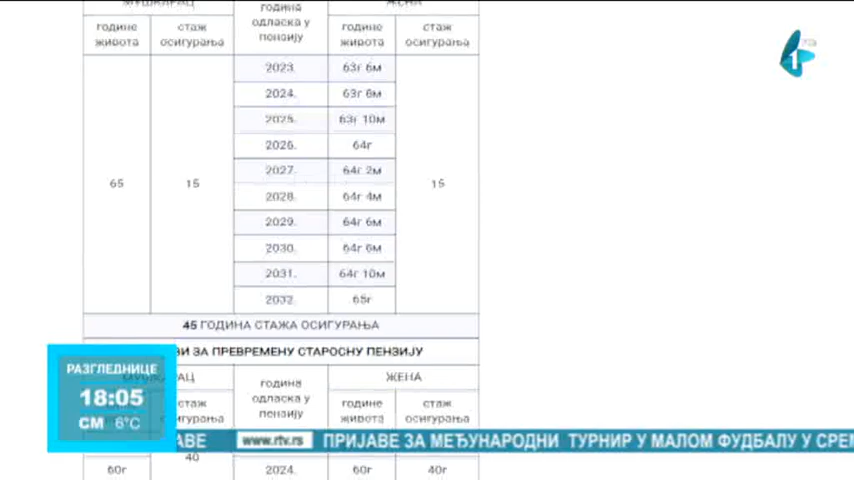 МУШКАРАЦ ЖЕНА
године живота стаж осигурања година одласка у пензију године живота стаж осигурања
65 15 15
2023. 63г 6м
2024. 63г 8м
2025. 63г 10м
2026. 64г
2027. 64г 2м
2028. 64г 4м
2029. 64г 6м
2030. 64г 8м
2031. 64г 10м
2032. 65г
45 ГОДИНА СТАЖА ОСИГУРАЊА
ЗА ПРЕВРЕМЕНУ СТАРОСНУ ПЕНЗИЈУ
ЖЕНА
стаж година одласка у пензију године живота стаж осигурања
40
60г 2024. 60г 40г
РАЗГЛЕДНИЦЕ
18:05
СМ 6°C
ЈАВЕ www.rtv.rs ПРИЈАВЕ ЗА МЕЂУНАРОДНИ ТУРНИР У МАЛОМ ФУДБАЛУ У СРЕМ
1